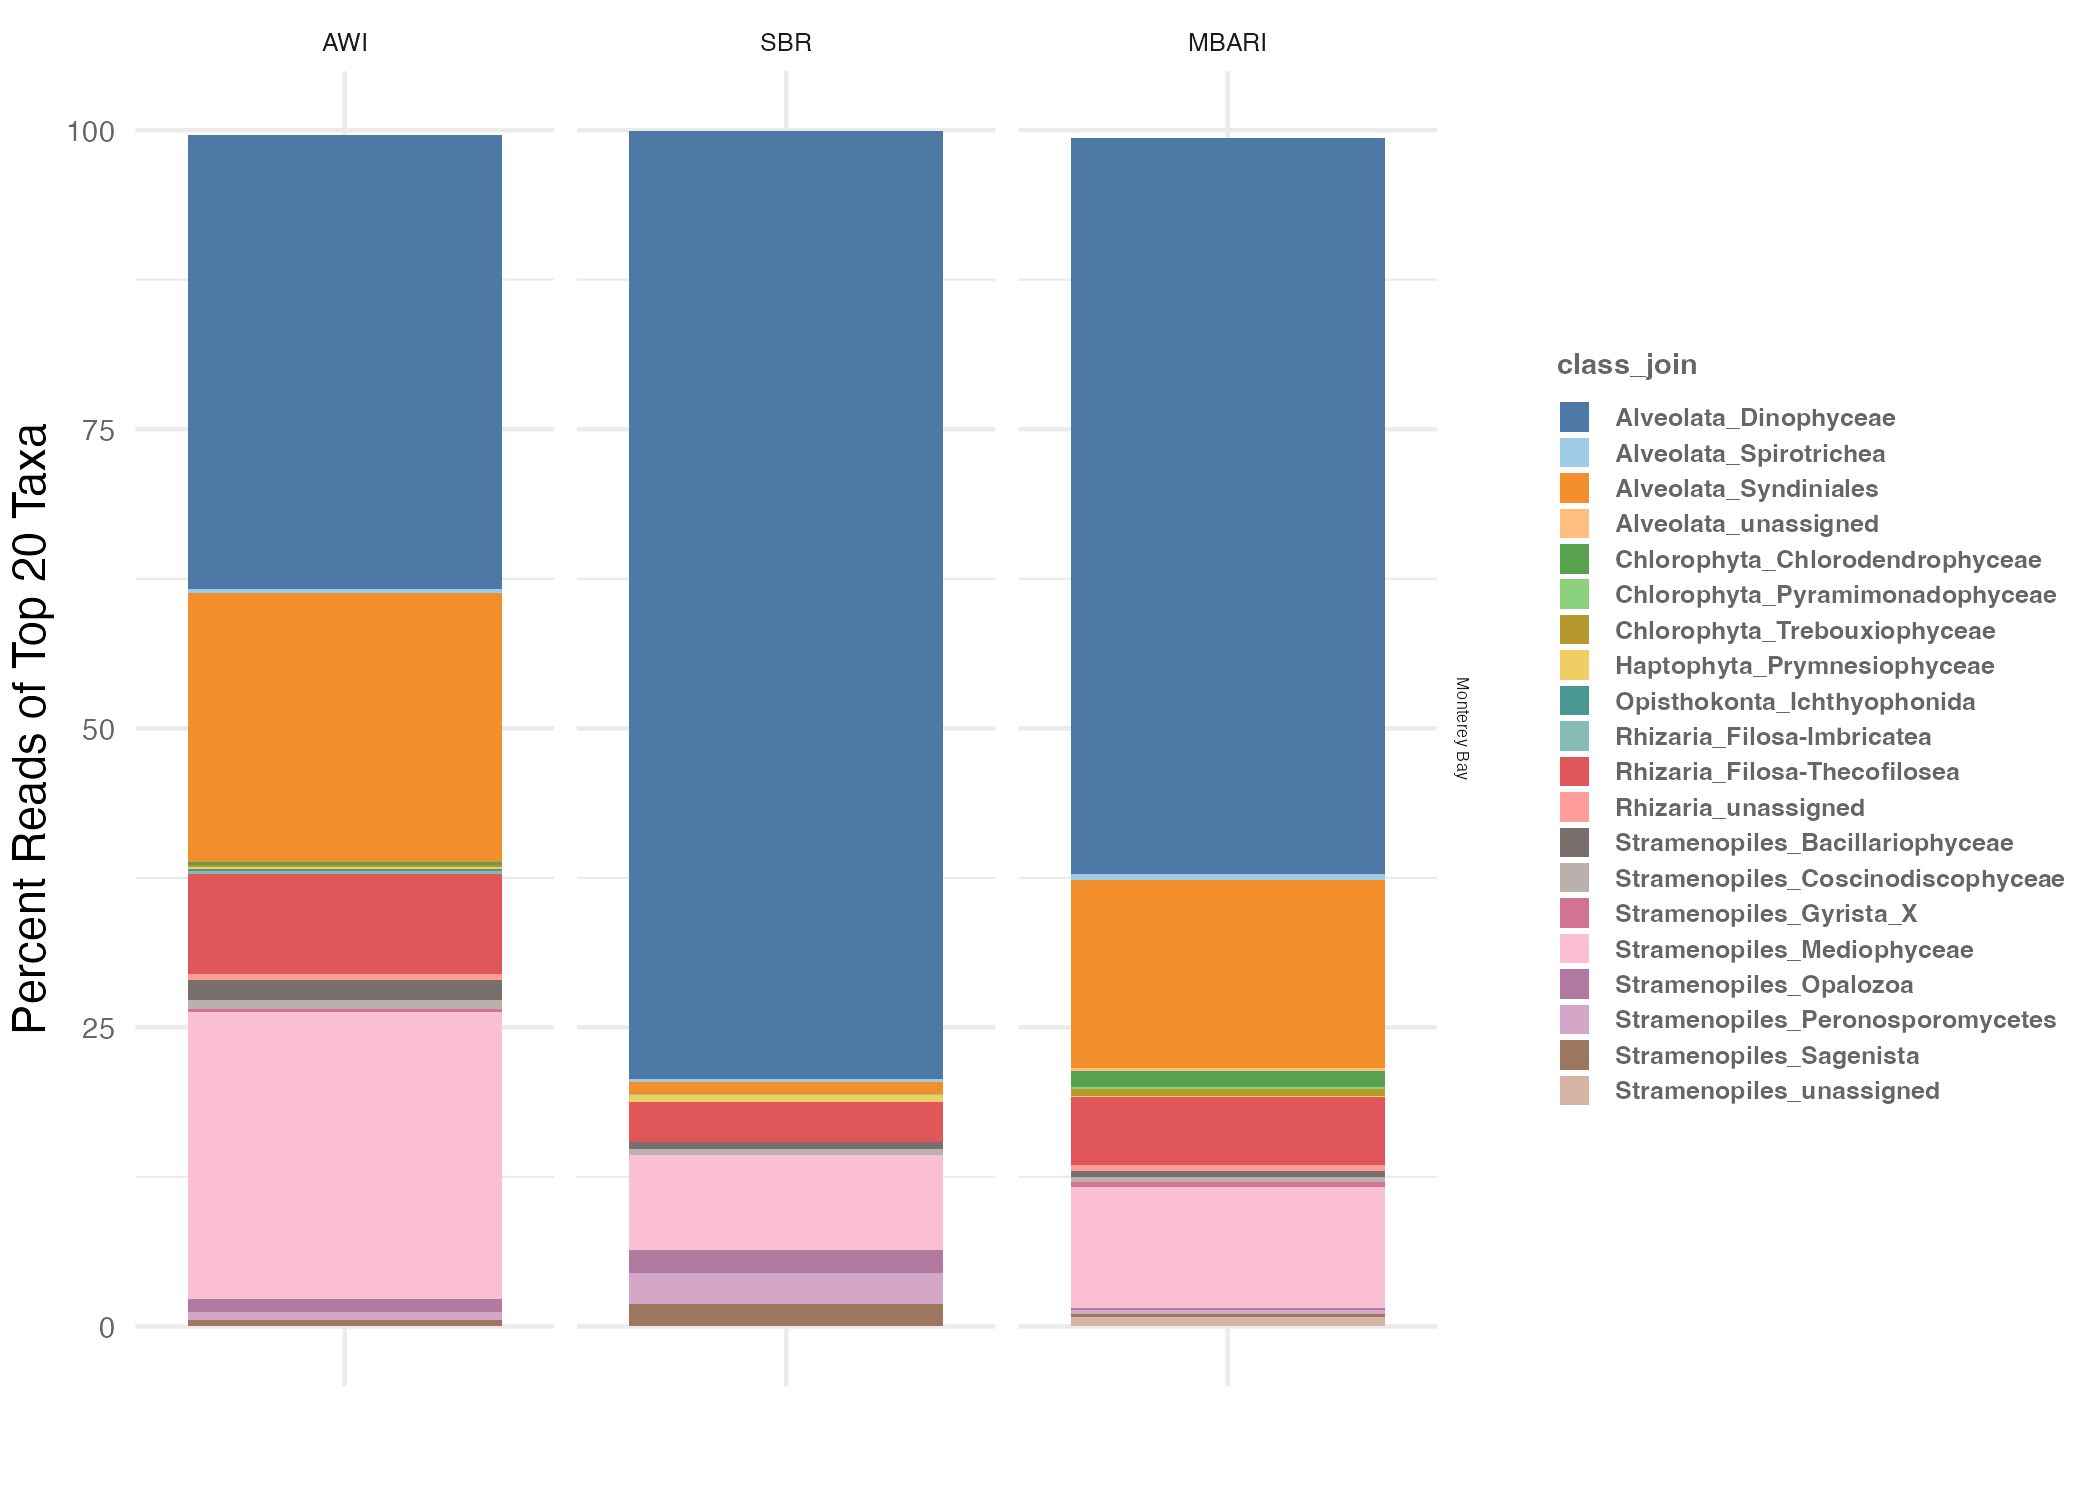 AWI
SBR
MBARI
Percent Reads of Top 20 Taxa
100
75
50
25
0
Monterey Bay
class_join
Alveolata_Dinophyceae
Alveolata_Spirotrichea
Alveolata_Syndiniales
Alveolata_unassigned
Chlorophyta_Chlorodendrophyceae
Chlorophyta_Pyramimonadophyceae
Chlorophyta_Trebouxiophyceae
Haptophyta_Prymnesiophyceae
Opisthokonta_Ichthyophonida
Rhizaria_Filosa-Imbricatea
Rhizaria_Filosa-Thecofilosea
Rhizaria_unassigned
Stramenopiles_Bacillariophyceae
Stramenopiles_Coscinodiscophyceae
Stramenopiles_Gyrista_X
Stramenopiles_Mediophyceae
Stramenopiles_Opalozoa
Stramenopiles_Peronosporomycetes
Stramenopiles_Sagenista
Stramenopiles_unassigned